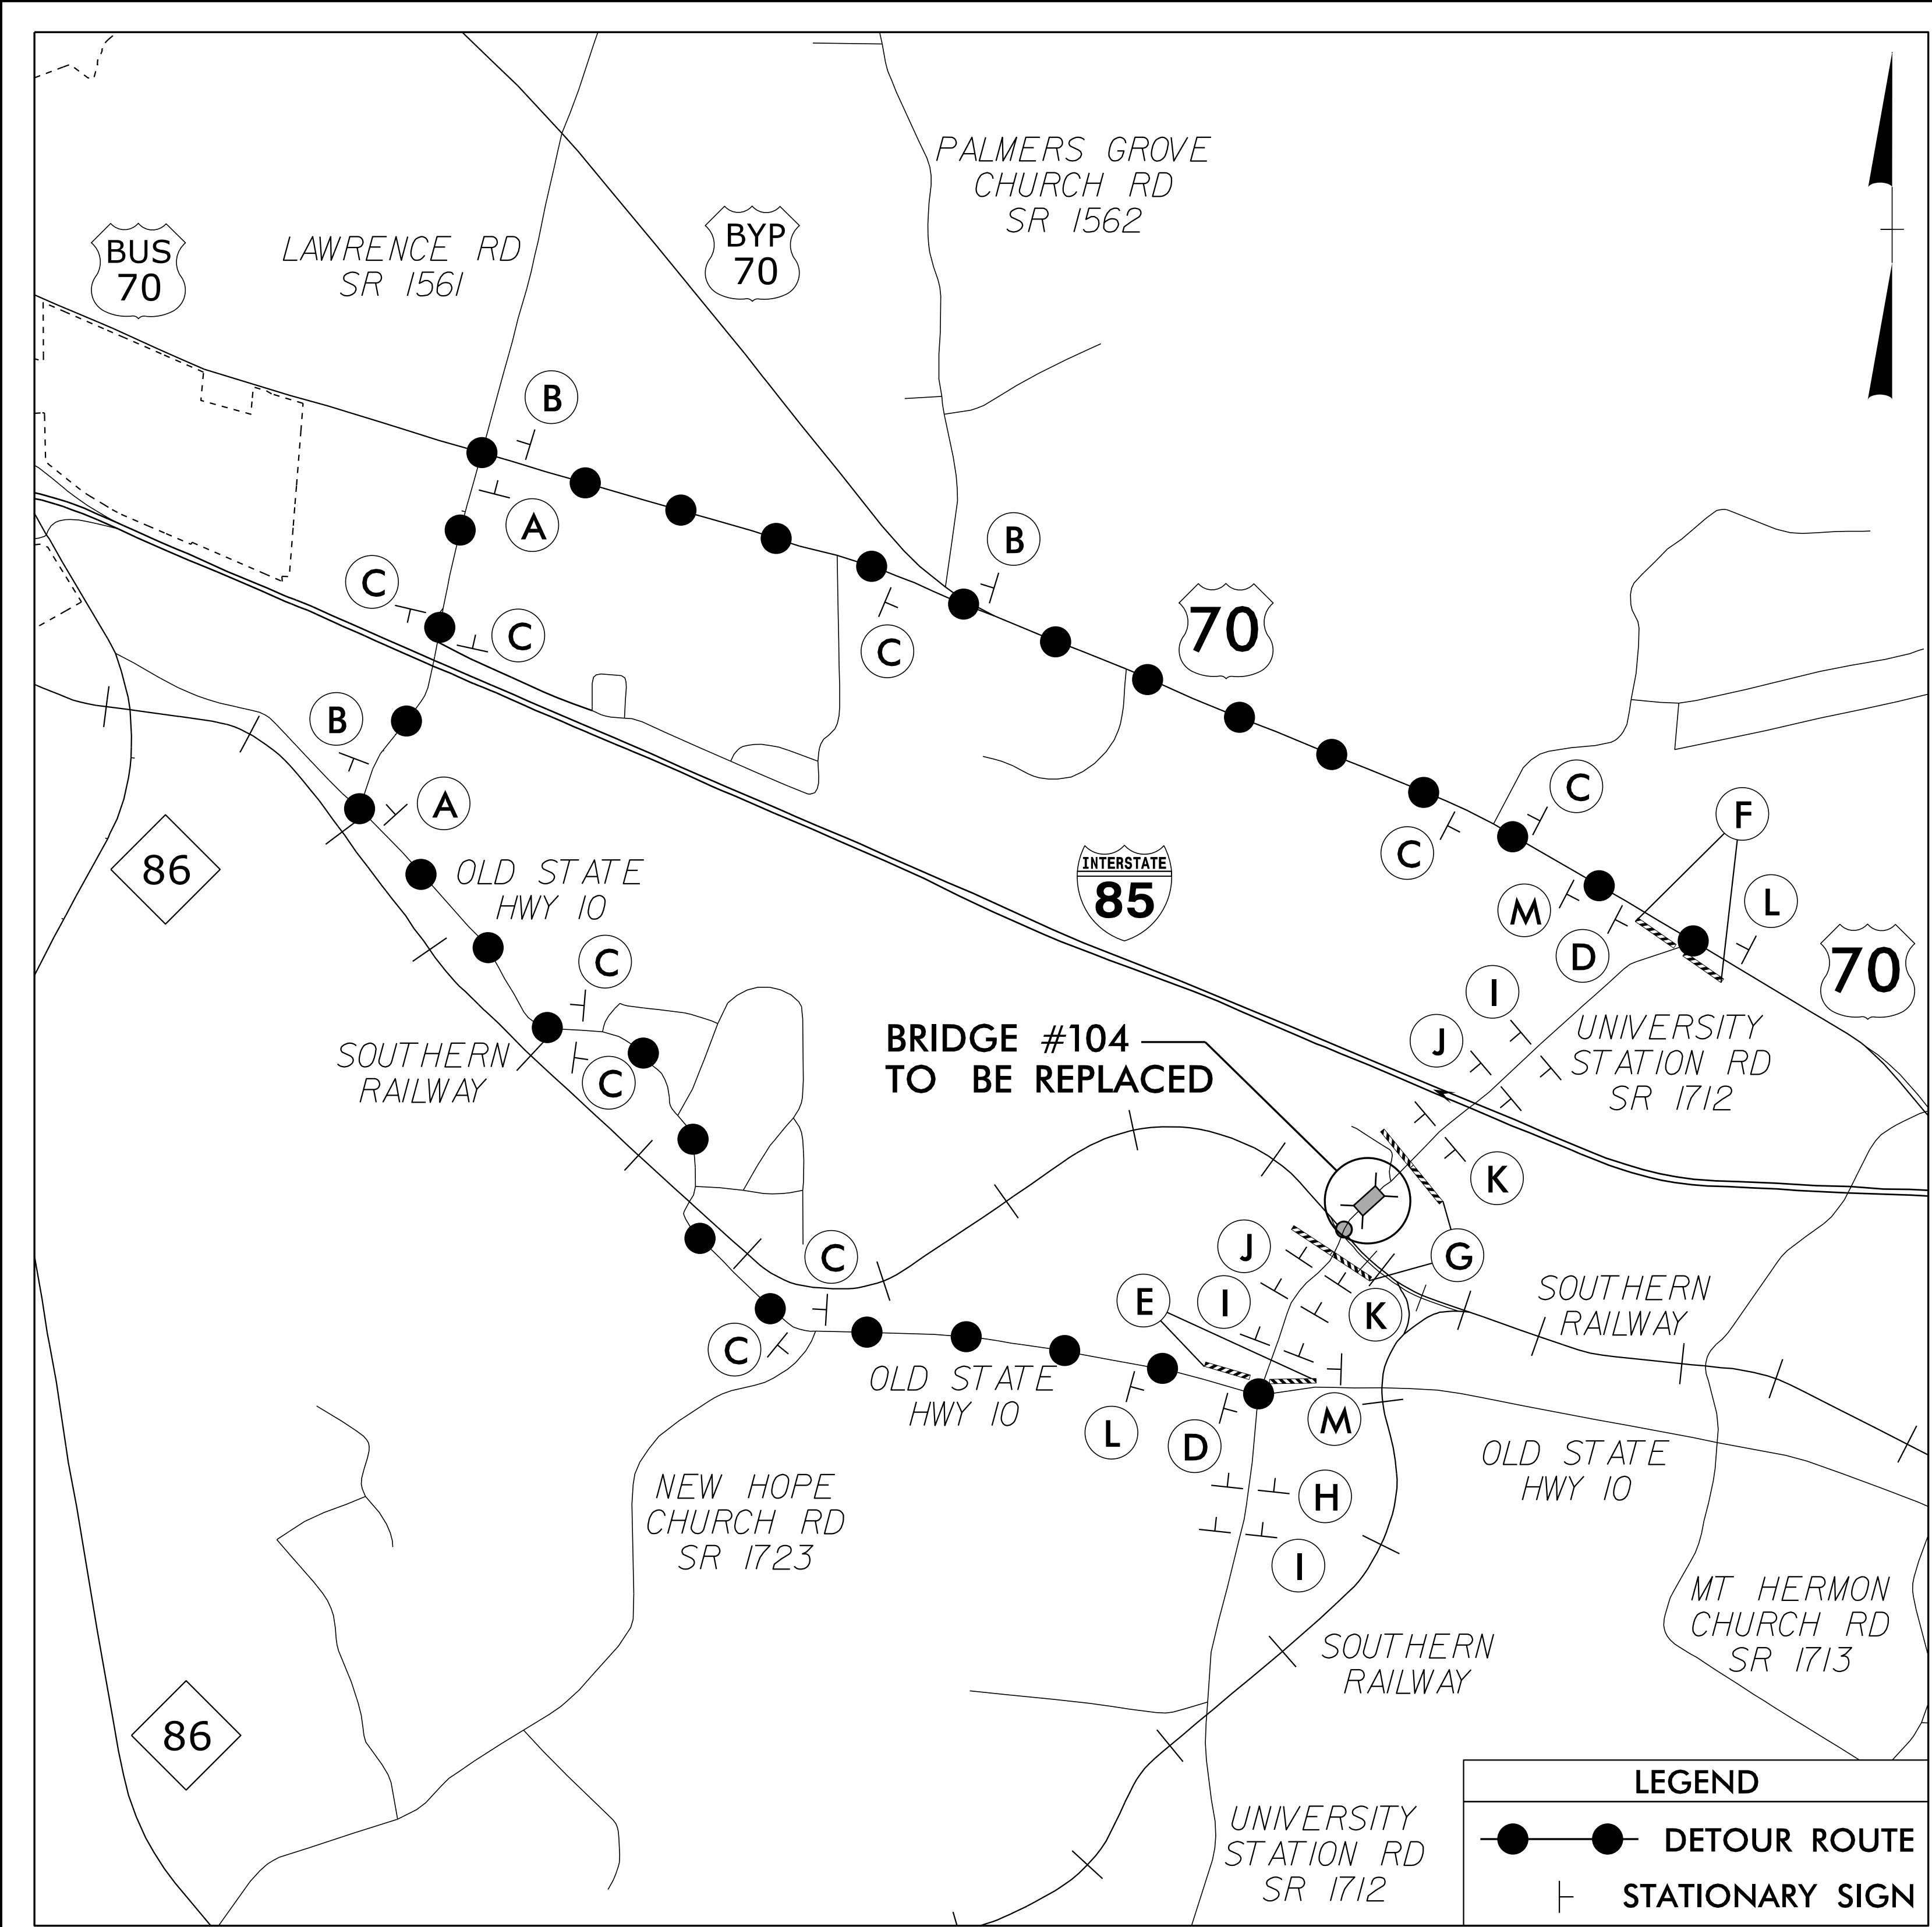 PALMERS GROVE
CHURCH RD
SR 1562
BUS
70
LAWRENCE RD
SR 1561
BYP
70
B
A
B
C
C
C
70
B
A
C
C
F
86
OLD STATE
HWY 10
INTERSTATE
85
M
D
L
70
C
I
J
UNIVERSITY
STATION RD
SR 1712
SOUTHERN
RAILWAY
C
BRIDGE #104
TO BE REPLACED
K
C
J
G
I
E
K
SOUTHERN
RAILWAY
C
OLD STATE
HWY 10
L
D
M
OLD STATE
HWY 10
NEW HOPE
CHURCH RD
SR 1723
H
I
MT HERMON
CHURCH RD
SR 1713
SOUTHERN
RAILWAY
86
UNIVERSITY
STATION RD
SR 1712
LEGEND
DETOUR ROUTE
STATIONARY SIGN